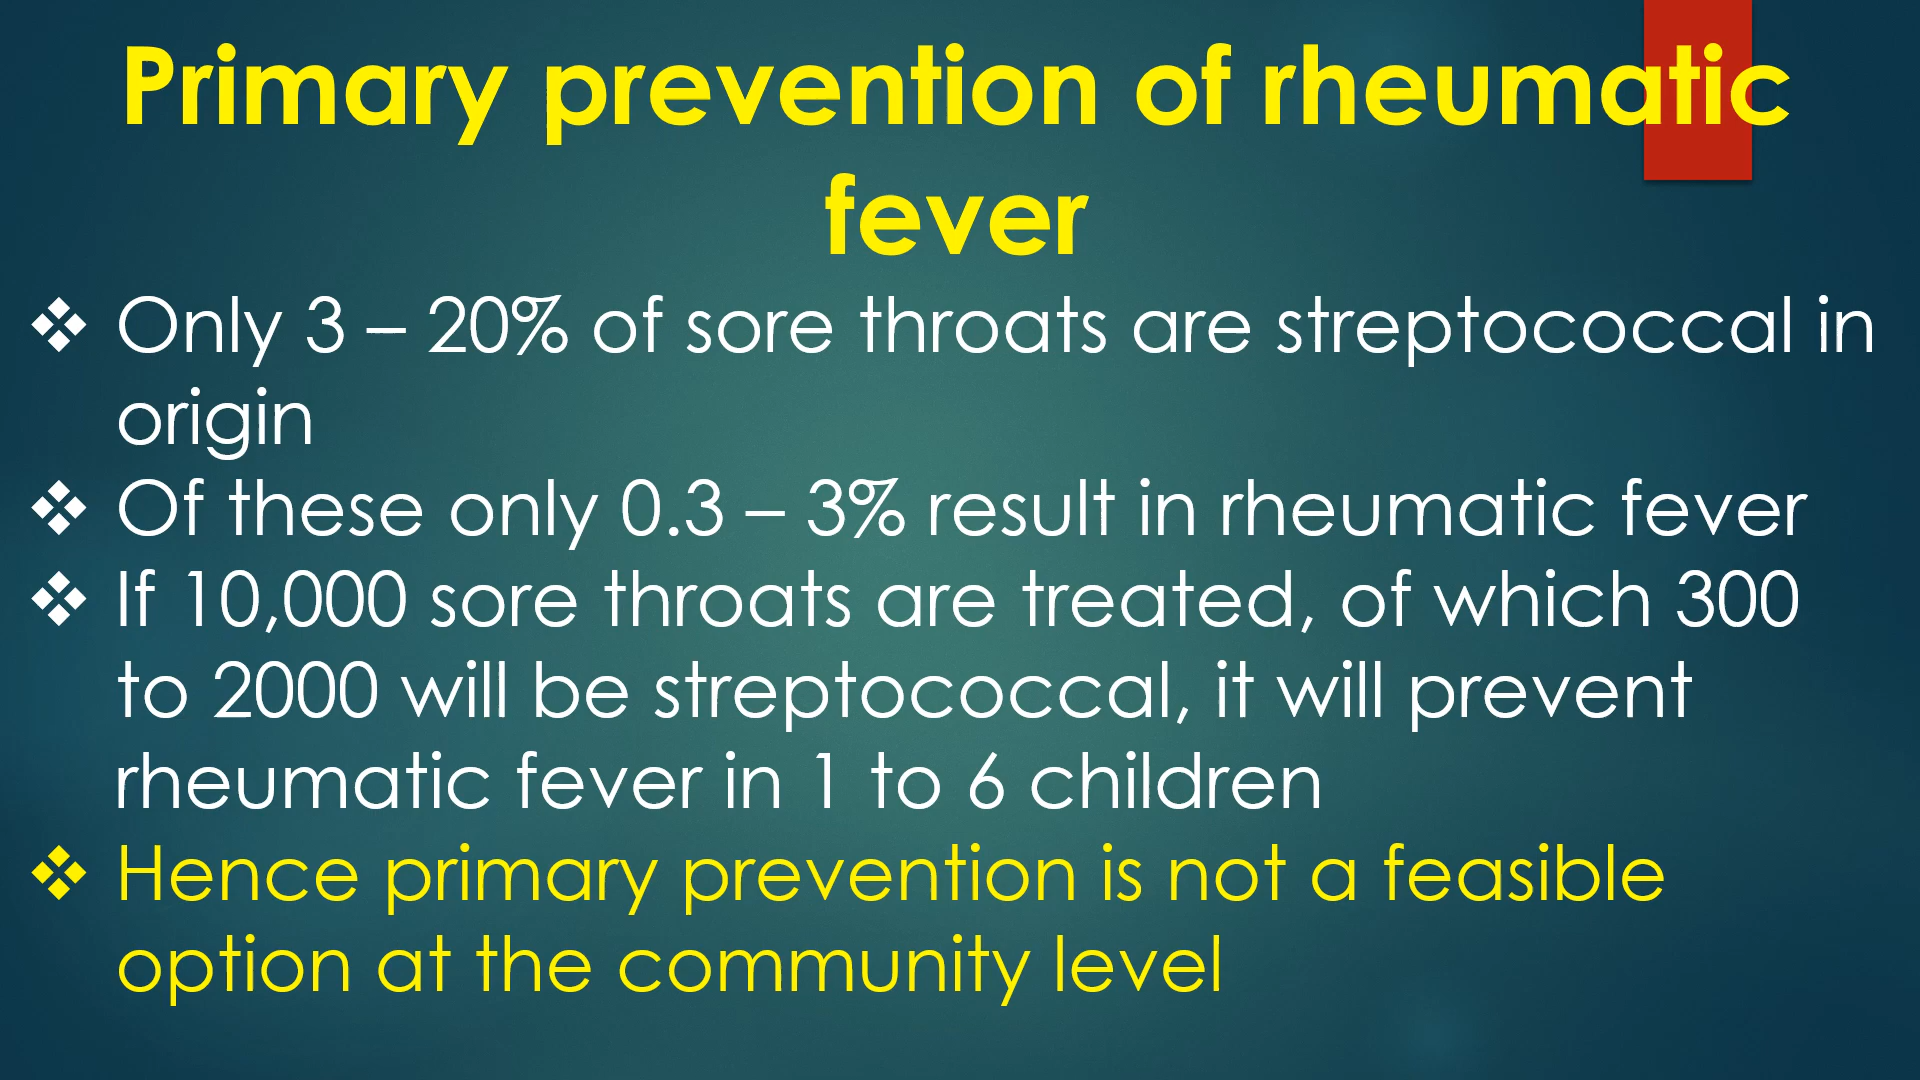 Primary prevention of rheumatic
fever
❖ Only 3 – 20% of sore throats are streptococcal in
origin
❖ Of these only 0.3 – 3% result in rheumatic fever
❖ If 10,000 sore throats are treated, of which 300
to 2000 will be streptococcal, it will prevent
rheumatic fever in 1 to 6 children
❖ Hence primary prevention is not a feasible
option at the community level